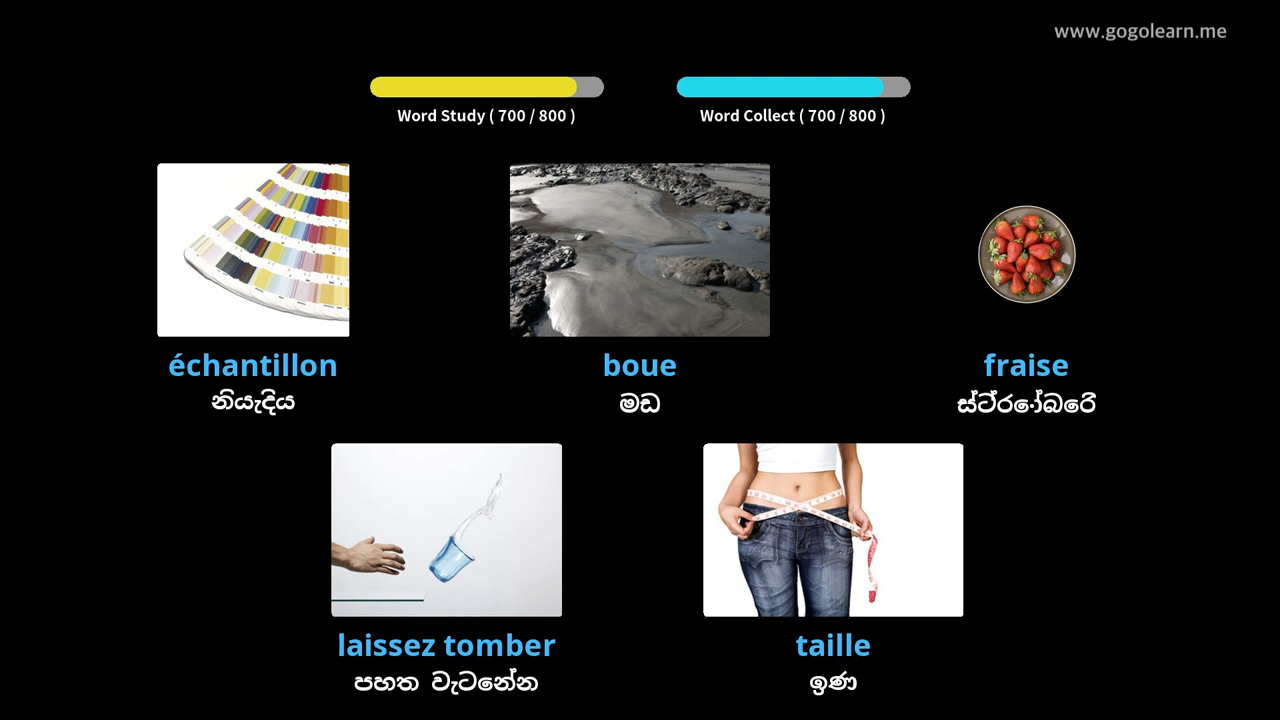 www.gogolearn.me
Word Study ( 700 / 800 )
Word Collect ( 700 / 800 )
échantillon
boue
fraise
නියැදිය
මඩ
ස්ට්රෝබෙරි
laissez tomber
taille
පහත වැටෙන්න
ඉණ